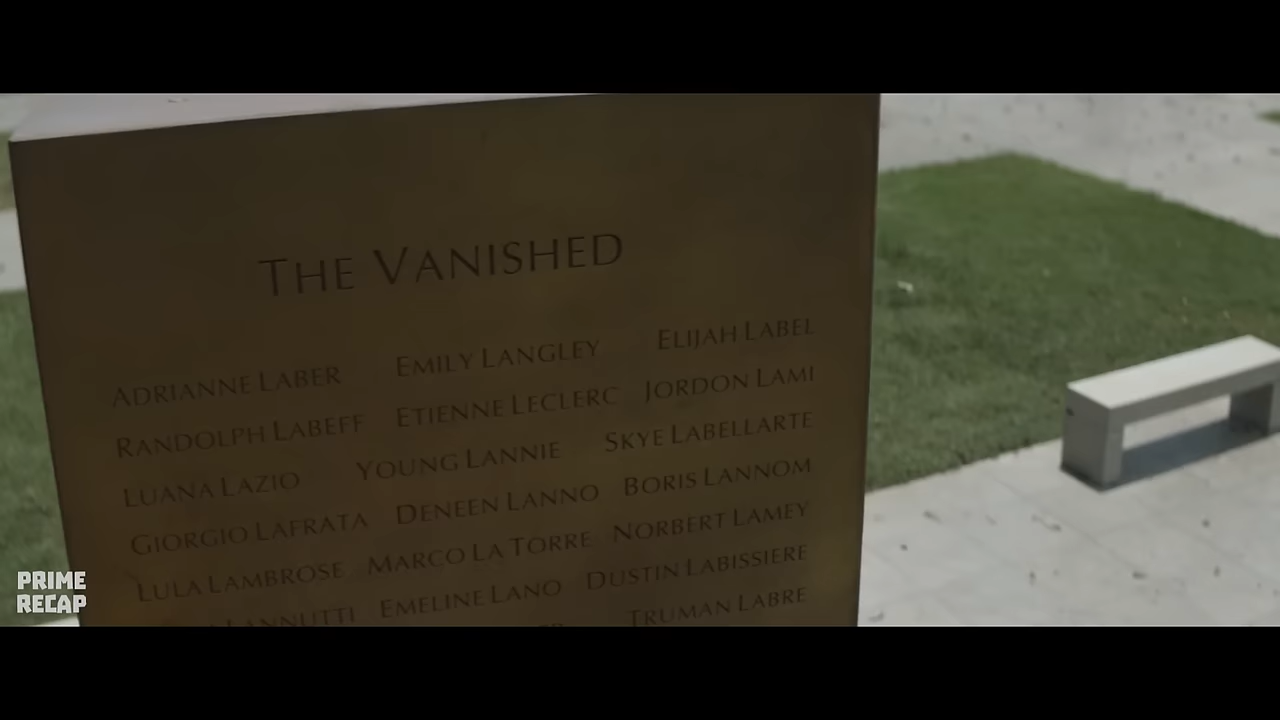 THE VANISHED
ADRIANNE LABER EMILY LANGLEY ELIJAH LABEL
RANDOLPH LABEFF ETIENNE LECLERC JORDON LAMI
LUANA LAZIO YOUNG LANNIE SKYE LABELLARTE
GIORGIO LAFRATA DENEEN LANNO BORIS LANNOM
LULA LAMBROSE MARCO LA TORRE NORBERT LAMEY
LANNUTTI EMELINE LANO DUSTIN LABISSIERE
TRUMAN LABRE
PRIME
RECAP